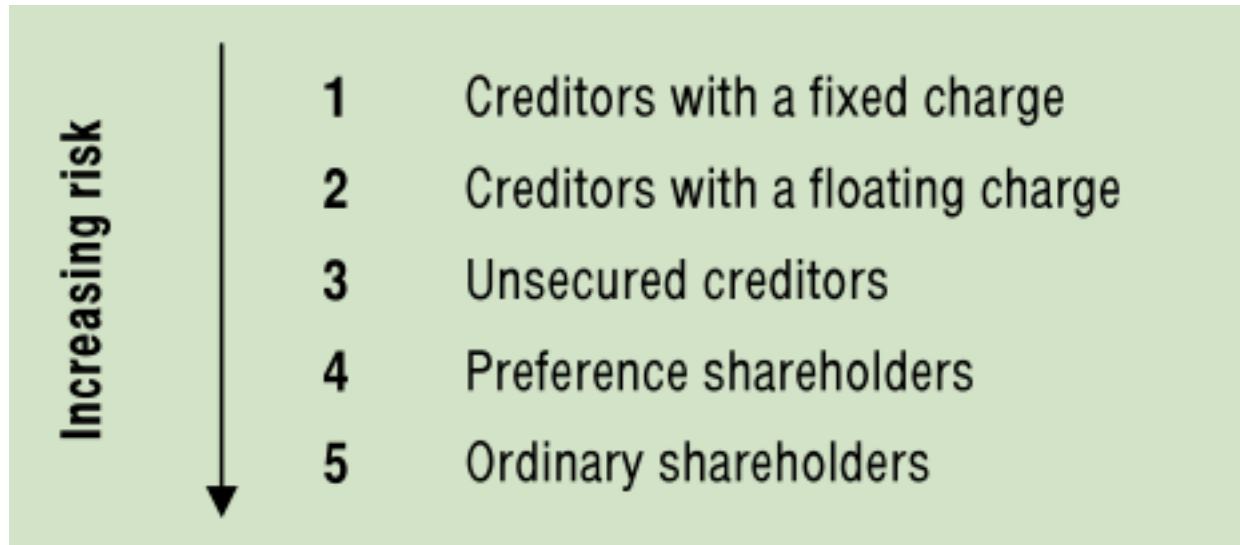 Increasing risk
1 Creditors with a fixed charge
2 Creditors with a floating charge
3 Unsecured creditors
4 Preference shareholders
5 Ordinary shareholders